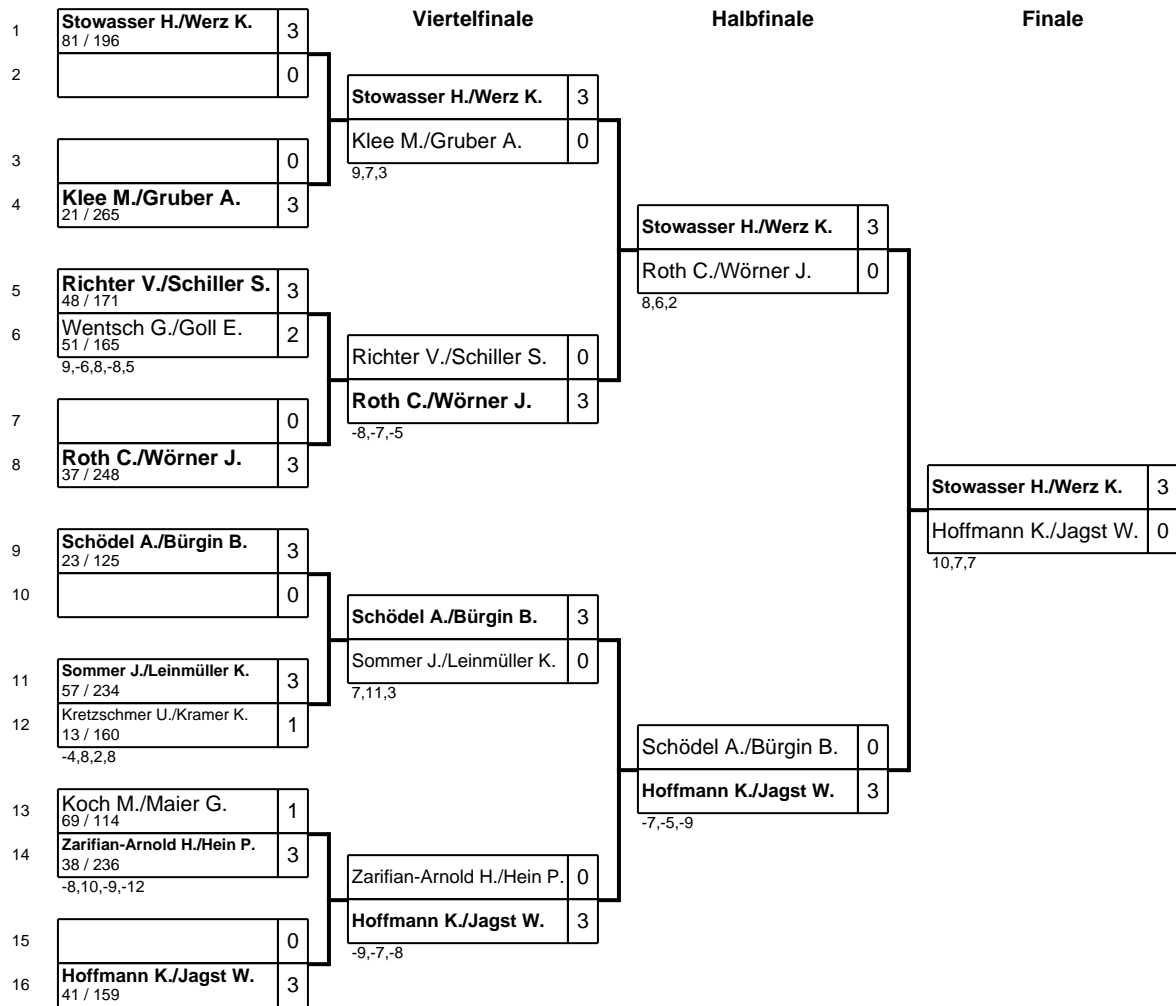 Viertelfinale
Halbfinale
Finale
1
Stowasser H./Werz K.
3
81 / 196
2
0
3
0
4
Klee M./Gruber A.
3
21 / 265
5
Richter V./Schiller S.
3
48 / 171
6
Wentsch G./Goll E.
2
51 / 165
9,-6,8,-8,5
7
0
8
Roth C./Wörner J.
3
37 / 248
9
Schödel A./Bürgin B.
3
23 / 125
10
0
11
Sommer J./Leinmüller K.
3
57 / 234
12
Kretzschmer U./Kramer K.
1
13 / 160
-4,8,2,8
13
Koch M./Maier G.
1
69 / 114
14
Zarifian-Arnold H./Hein P.
3
38 / 236
-8,10,-9,-12
15
0
16
Hoffmann K./Jagst W.
3
41 / 159
Stowasser H./Werz K.
3
Klee M./Gruber A.
0
9,7,3
Richter V./Schiller S.
0
Roth C./Wörner J.
3
-8,-7,-5
Schödel A./Bürgin B.
3
Sommer J./Leinmüller K.
0
7,11,3
Zarifian-Arnold H./Hein P.
0
Hoffmann K./Jagst W.
3
-9,-7,-8
Stowasser H./Werz K.
3
Roth C./Wörner J.
0
8,6,2
Schödel A./Bürgin B.
0
Hoffmann K./Jagst W.
3
-7,-5,-9
Stowasser H./Werz K.
3
Hoffmann K./Jagst W.
0
10,7,7